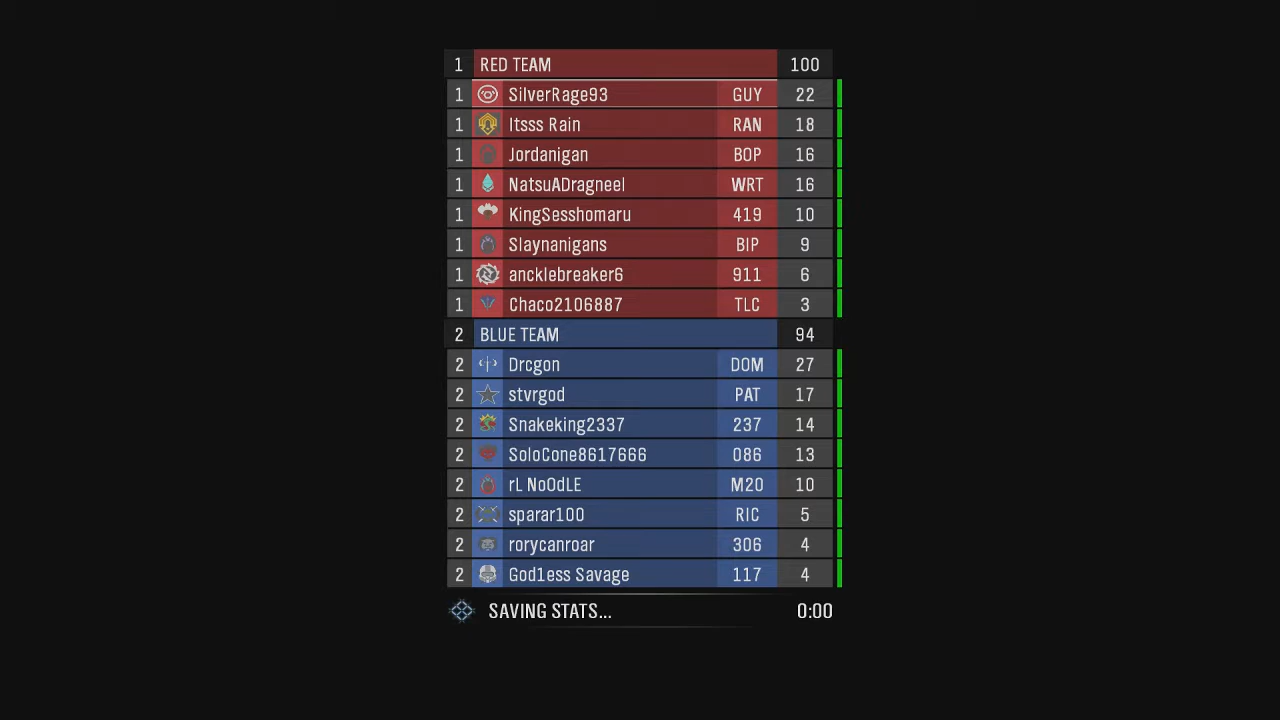 1 RED TEAM 100
1 SilverRage93 GUY 22
1 Itsss Rain RAN 18
1 Jordanigan BOP 16
1 NatsuADragneel WRT 16
1 KingSesshomaru 419 10
1 Slaynanigans BIP 9
1 ancklebreaker6 911 6
1 Chaco2106887 TLC 3
2 BLUE TEAM 94
2 Drcgon DOM 27
2 stvrgod PAT 17
2 Snakeking2337 237 14
2 SoloCone8617666 086 13
2 rL NoOdLE M20 10
2 sparar100 RIC 5
2 rorycanroar 306 4
2 God1ess Savage 117 4
SAVING STATS... 0:00